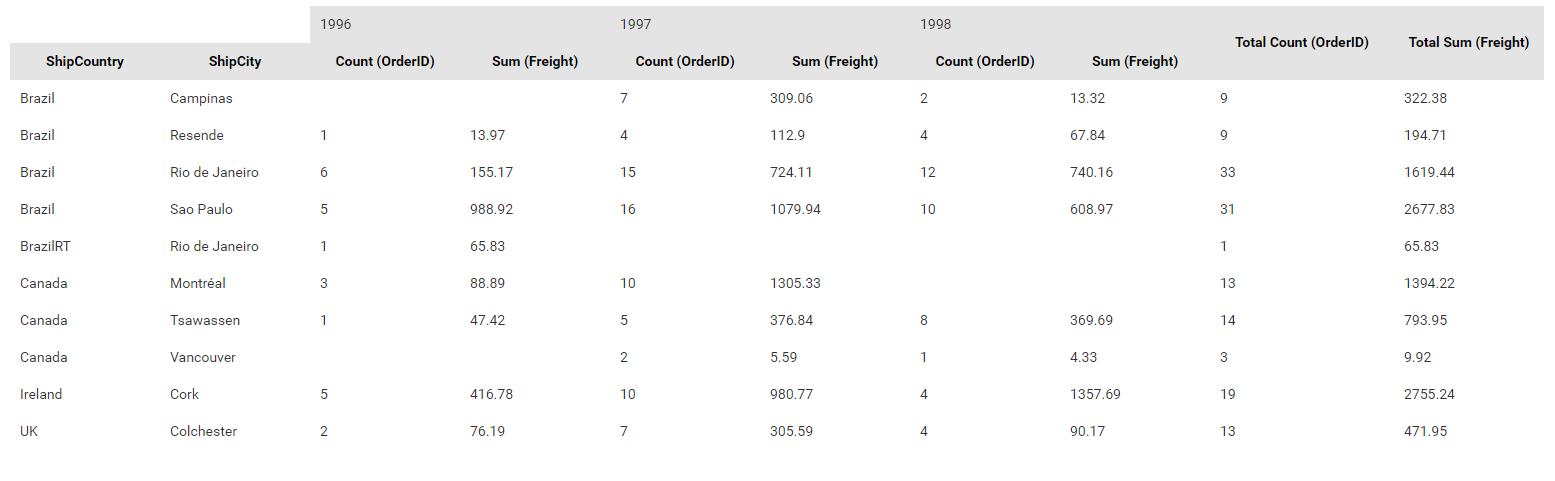 1996 1997 1998
Total Count (OrderID) Total Sum (Freight)
ShipCountry ShipCity Count (OrderID) Sum (Freight) Count (OrderID) Sum (Freight) Count (OrderID) Sum (Freight)
Brazil Campinas 7 309.06 2 13.32 9 322.38
Brazil Resende 1 13.97 4 112.9 4 67.84 9 194.71
Brazil Rio de Janeiro 6 155.17 15 724.11 12 740.16 33 1619.44
Brazil Sao Paulo 5 988.92 16 1079.94 10 608.97 31 2677.83
BrazilRT Rio de Janeiro 1 65.83 1 65.83
Canada Montréal 3 88.89 10 1305.33 13 1394.22
Canada Tsawassen 1 47.42 5 376.84 8 369.69 14 793.95
Canada Vancouver 2 5.59 1 4.33 3 9.92
Ireland Cork 5 416.78 10 980.77 4 1357.69 19 2755.24
UK Colchester 2 76.19 7 305.59 4 90.17 13 471.95